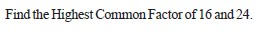 Find the Highest Common Factor of 16 and 24.